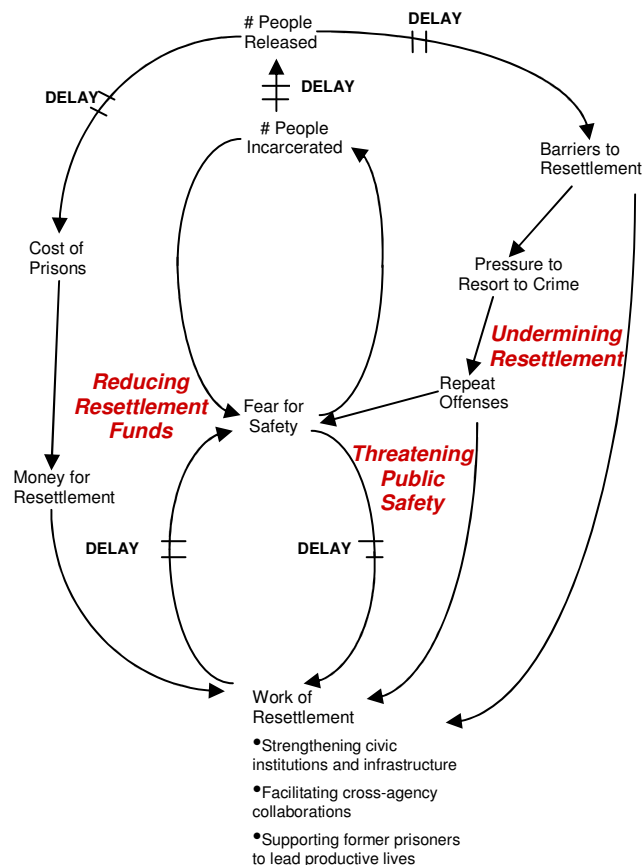 # People
Released
DELAY
DELAY
DELAY
# People
Incarcerated
Barriers to
Resettlement
Cost of
Prisons
Pressure to
Resort to Crime
Undermining
Resettlement
Reducing
Resettlement
Funds
Repeat
Offenses
Fear for
Safety
Threatening
Public
Safety
Money for
Resettlement
DELAY
DELAY
Work of
Resettlement
•Strengthening civic
institutions and infrastructure
•Facilitating cross-agency
collaborations
•Supporting former prisoners
to lead productive lives